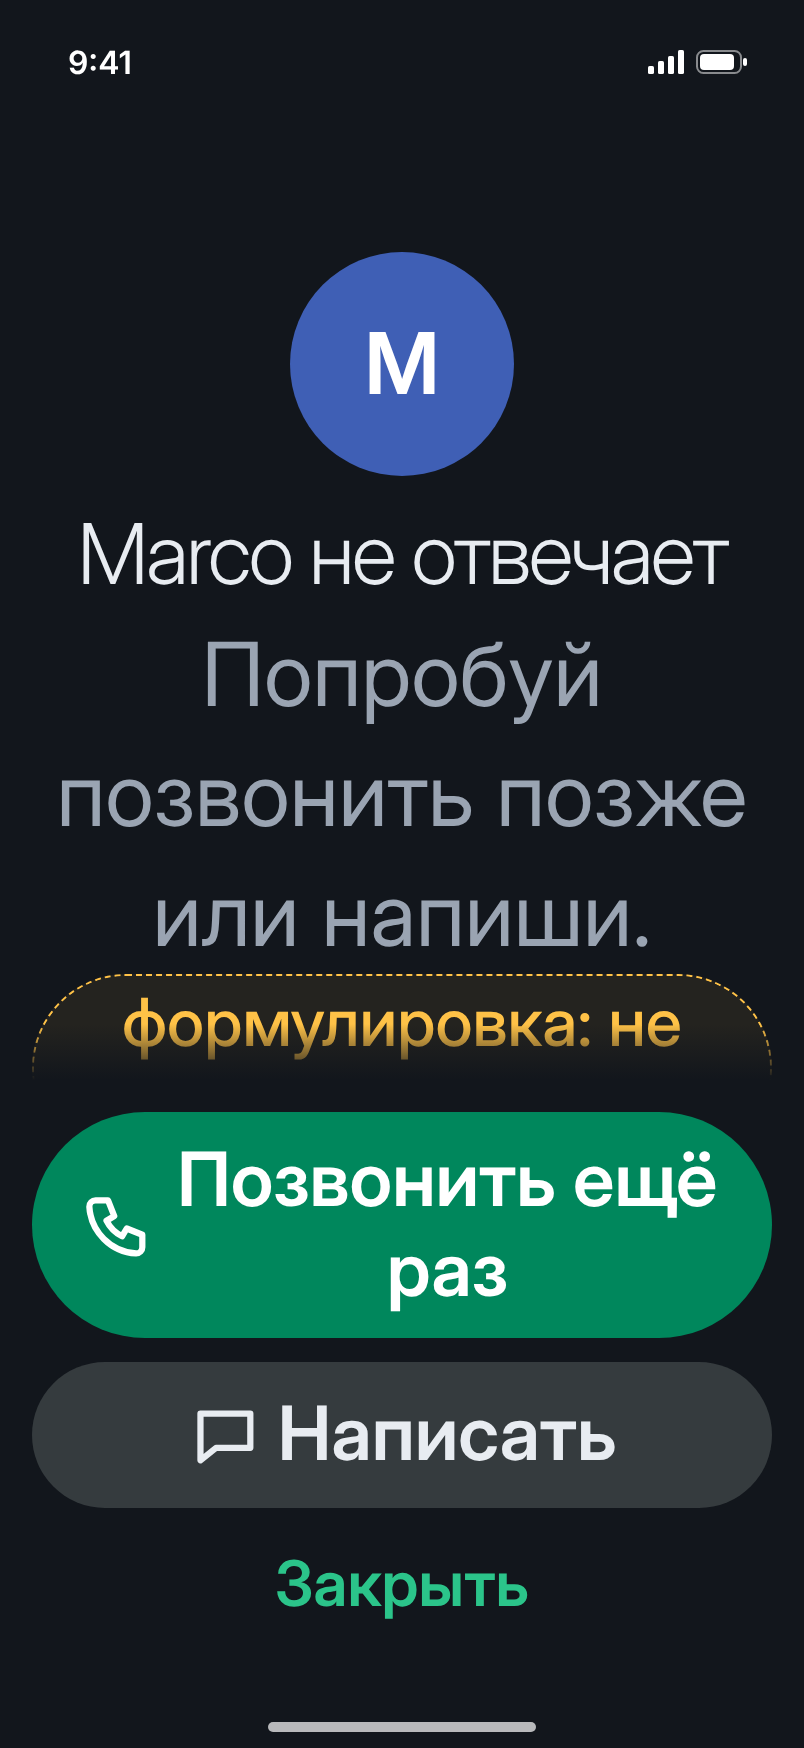 9:41
M
Marco не отвечает
Попробуй
позвонить позже
или напиши.
формулировка: не
Позвонить ещё
раз
Написать
Закрыть